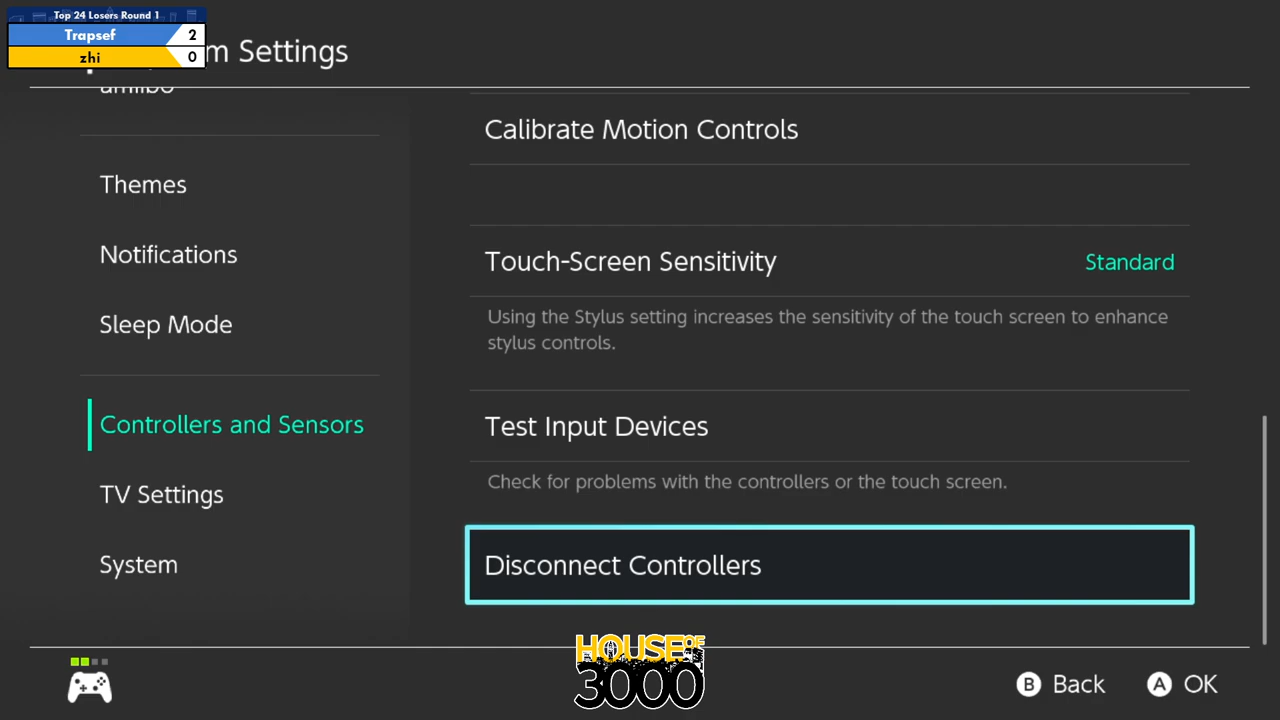 Top 24 Losers Round 1
Trapsef 2
zhi 0
m Settings
amiibo
Themes
Notifications
Sleep Mode
Controllers and Sensors
TV Settings
System
Calibrate Motion Controls
Touch-Screen Sensitivity Standard
Using the Stylus setting increases the sensitivity of the touch screen to enhance
stylus controls.
Test Input Devices
Check for problems with the controllers or the touch screen.
Disconnect Controllers
HOUSE OF
3000
B Back A OK